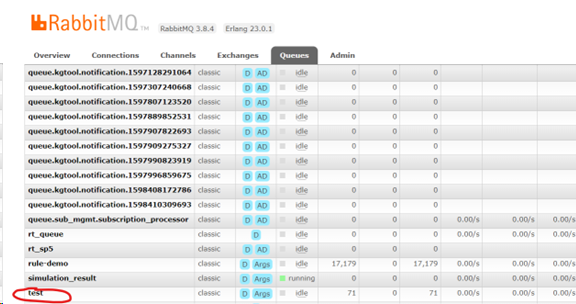 RabbitMQ TM RabbitMQ 3.8.4 Erlang 23.0.1
Overview Connections Channels Exchanges Queues Admin
queue.kgtool.notification.1597128291064 classic D AD idle 0 0 0
queue.kgtool.notification.1597307240668 classic D AD idle 0 0 0
queue.kgtool.notification.1597807123520 classic D AD idle 0 0 0
queue.kgtool.notification.1597889852531 classic D AD idle 0 0 0
queue.kgtool.notification.1597907822693 classic D AD idle 0 0 0
queue.kgtool.notification.1597909275327 classic D AD idle 0 0 0
queue.kgtool.notification.1597990823919 classic D AD idle 0 0 0
queue.kgtool.notification.1597996859675 classic D AD idle 0 0 0
queue.kgtool.notification.1598408172786 classic D AD idle 0 0 0
queue.kgtool.notification.1598410309693 classic D AD idle 0 0 0
queue.sub_mgmt.subscription_processor classic D AD idle 0 0 0 0.00/s 0.00/s 0.00/s
rt_queue classic D idle 0 0 0 0.00/s 0.00/s 0.00/s
rt_sp5 classic D AD idle 0 0 0 0.00/s 0.00/s 0.00/s
rule-demo classic D Args idle 17,179 0 17,179 0.00/s 0.00/s 0.00/s
simulation_result classic D Args running 0 0 0 0.00/s 0.00/s 0.00/s
test classic D Args idle 71 0 71 0.00/s 0.00/s 0.00/s